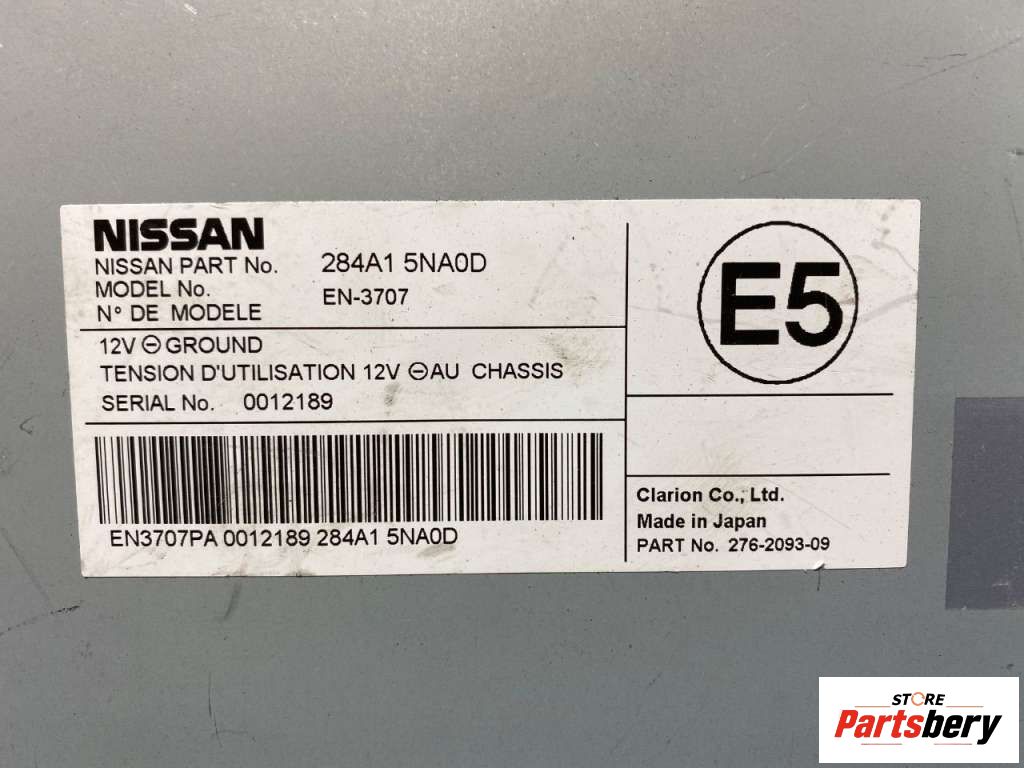 NISSAN
NISSAN PART No. 284A1 5NA0D
MODEL No. EN-3707
N° DE MODELE
12V ⊖ GROUND
TENSION D'UTILISATION 12V ⊖ AU CHASSIS
SERIAL No. 0012189
EN3707PA 0012189 284A1 5NA0D
E5
Clarion Co., Ltd.
Made in Japan
PART No. 276-2093-09
STORE
Partsbery